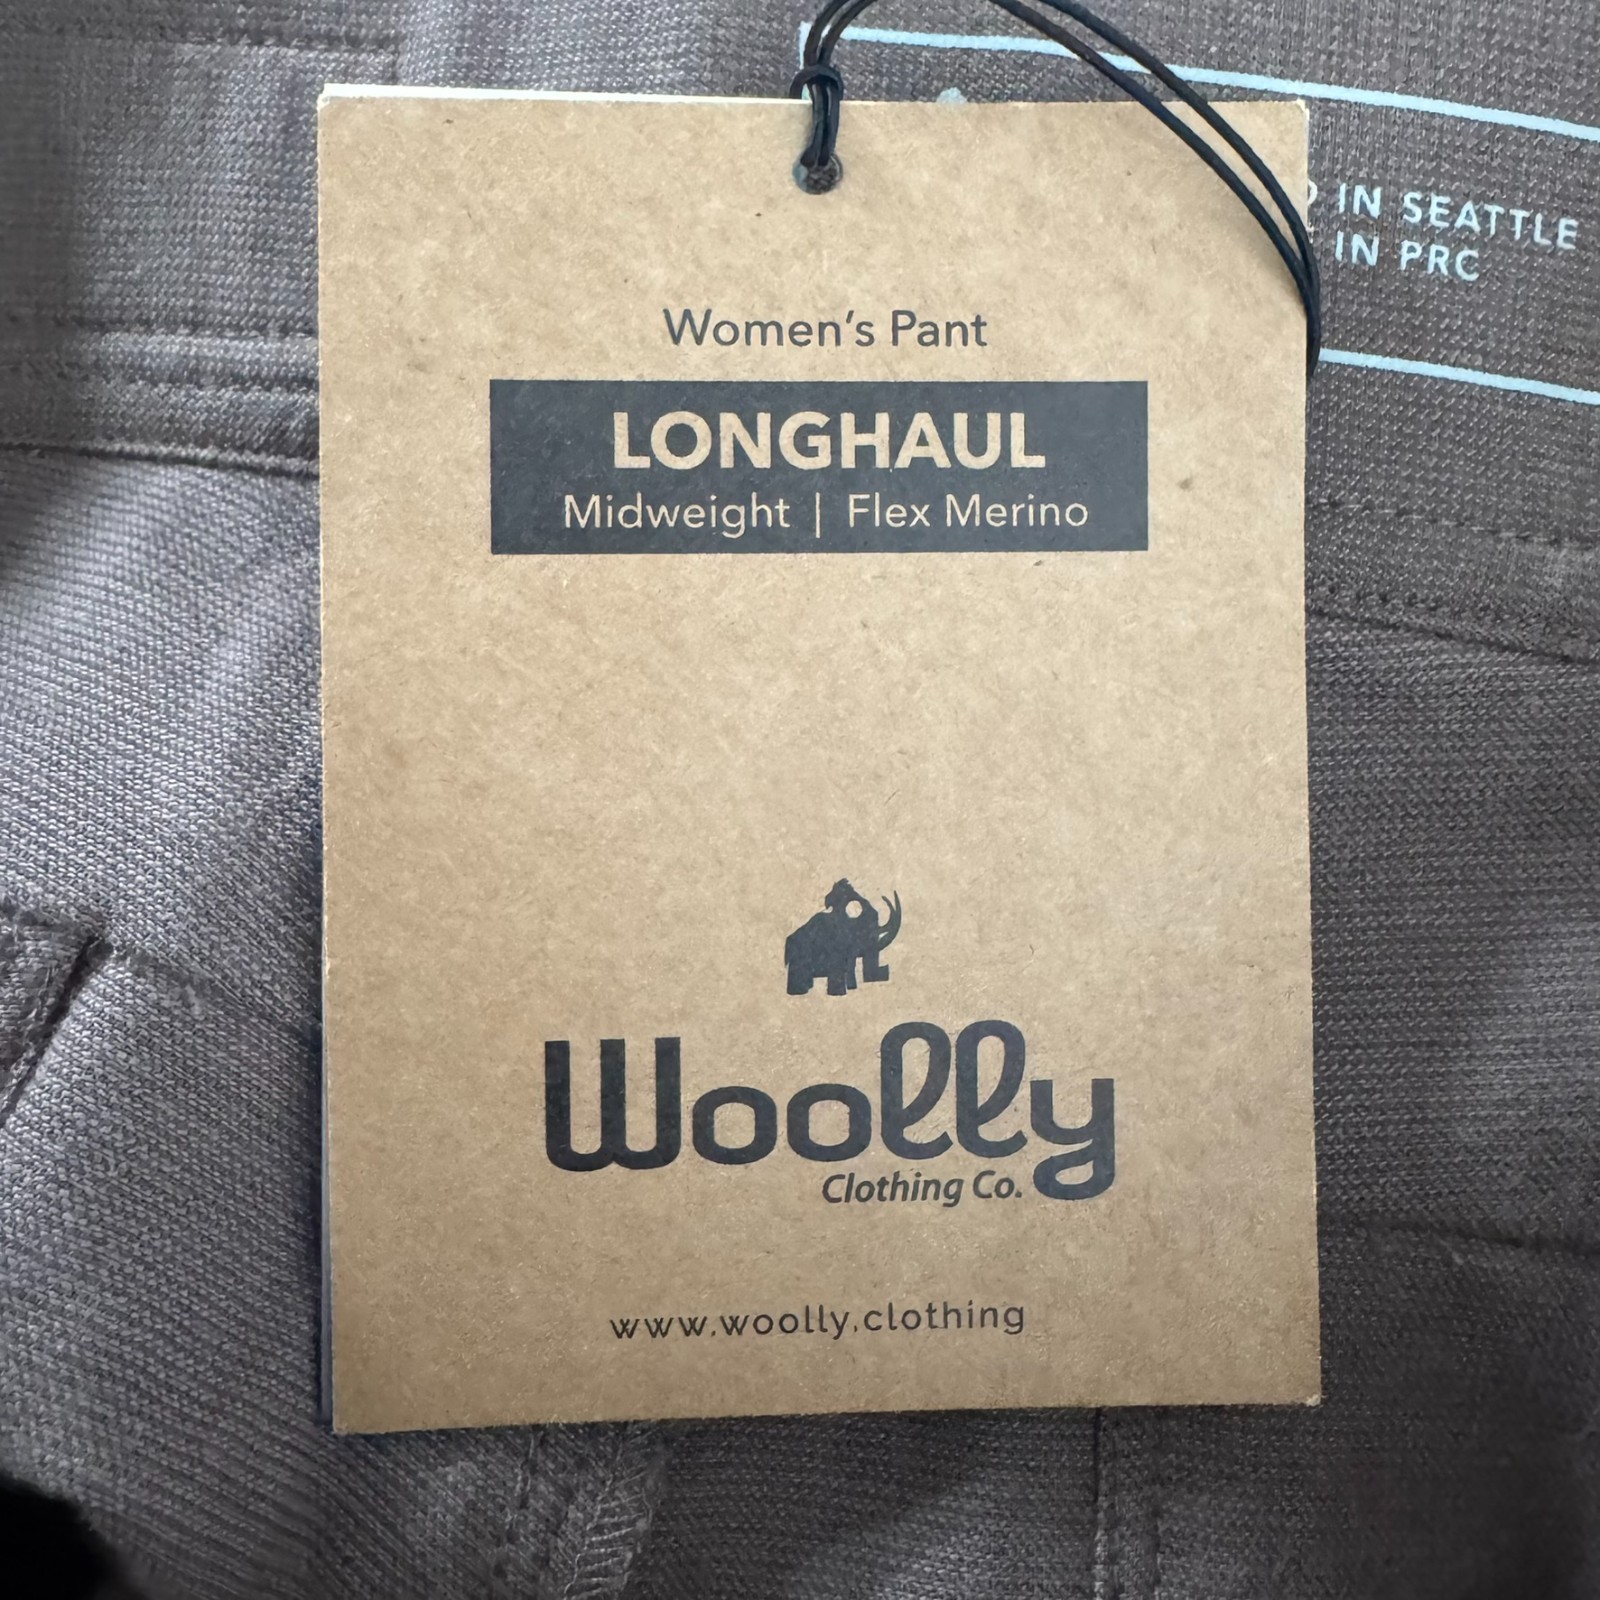 IN SEATTLE
IN PRC
Women's Pant
LONGHAUL
Midweight | Flex Merino
Woolly
Clothing Co.
www.woolly.clothing